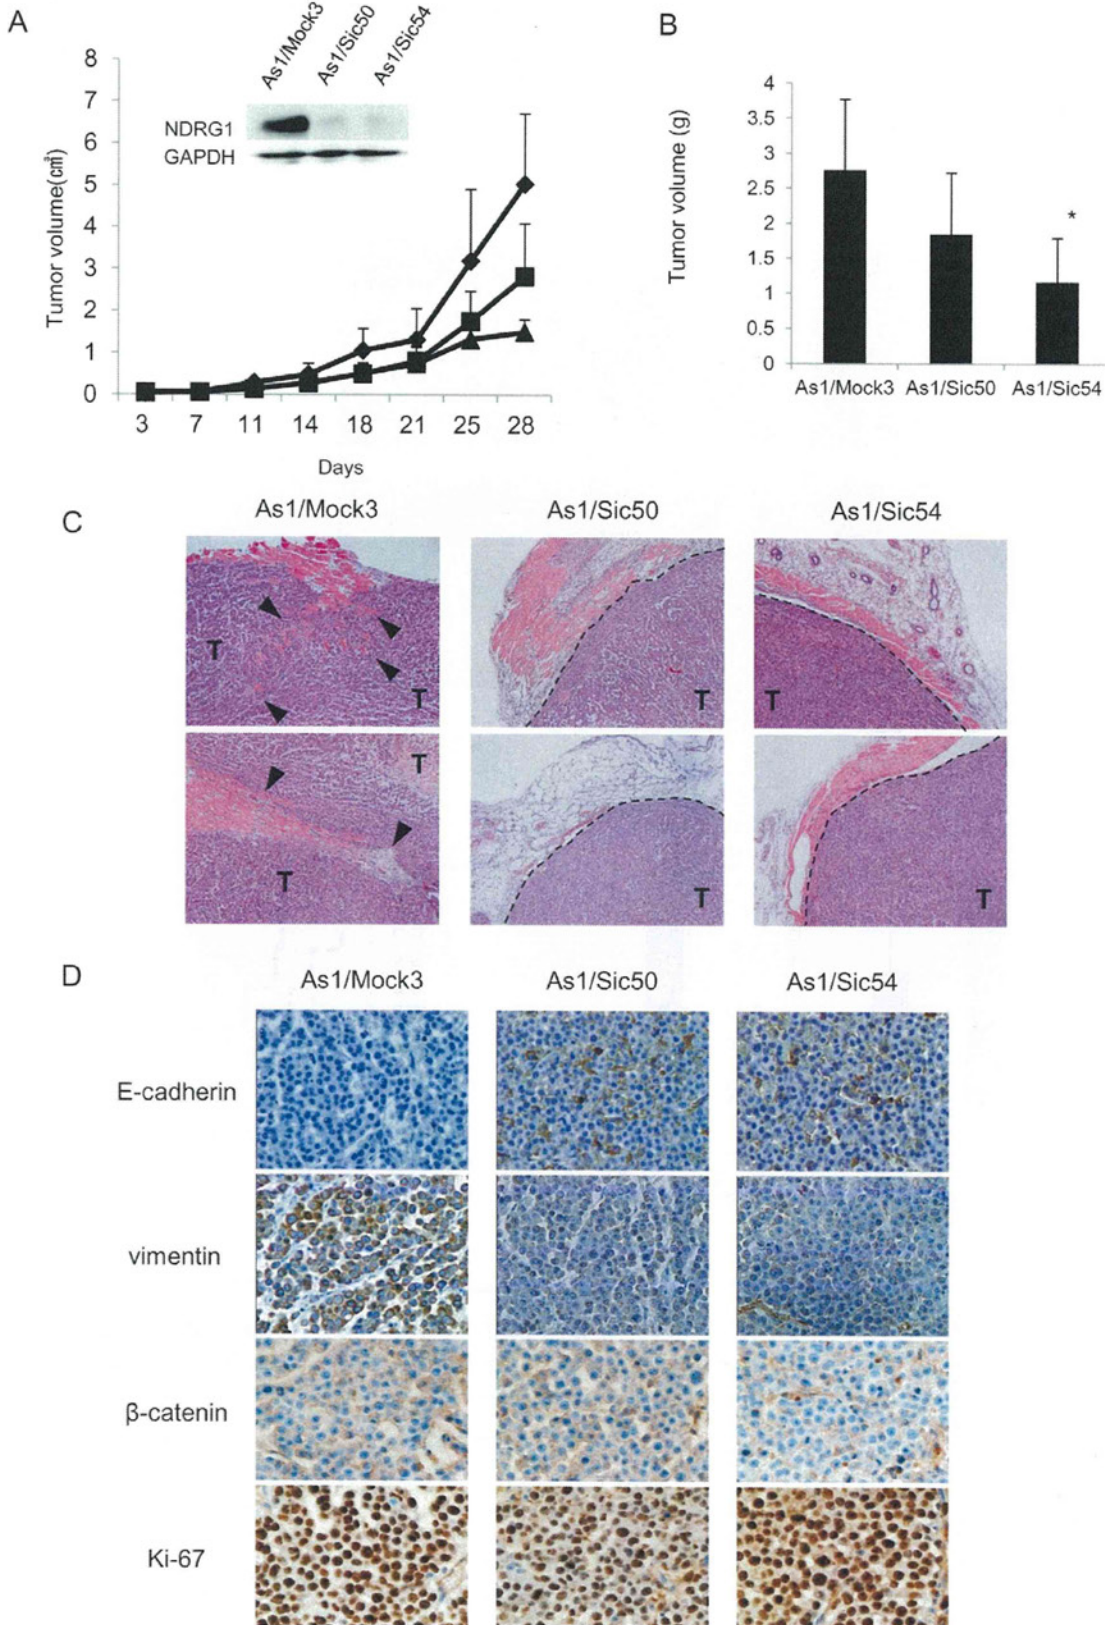 A
As1/Mock3
As1/Sic50
As1/Sic54
NDRG1
GAPDH
Tumor volume(㎤)
8
7
6
5
4
3
2
1
0
3 7 11 14 18 21 25 28
Days
B
Tumor volume (g)
4
3.5
3
2.5
2
1.5
1
0.5
0
*
As1/Mock3 As1/Sic50 As1/Sic54
C
As1/Mock3 As1/Sic50 As1/Sic54
T T T T
T T T T
D
As1/Mock3 As1/Sic50 As1/Sic54
E-cadherin
vimentin
β-catenin
Ki-67